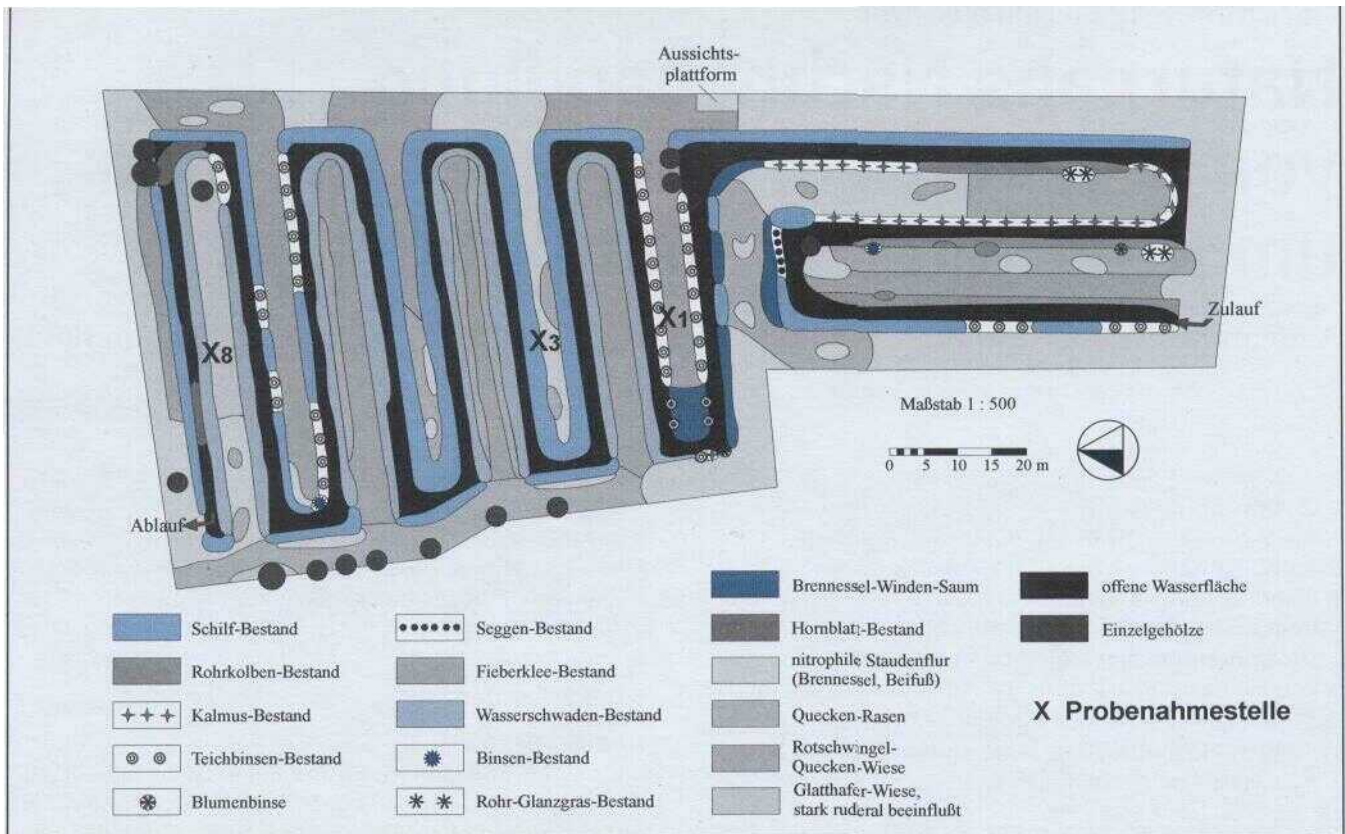 Aussichts-
plattform
Zulauf
X8
X3
X1
Ablauf
Maßstab 1 : 500
0 5 10 15 20 m
Schilf-Bestand
Rohrkolben-Bestand
Kalmus-Bestand
Teichbinsen-Bestand
Blumenbinse
Seggen-Bestand
Fieberklee-Bestand
Wasserschwaden-Bestand
Binsen-Bestand
Rohr-Glanzgras-Bestand
Brennessel-Winden-Saum
Hornblatt-Bestand
nitrophile Staudenflur
(Brennessel, Beifuß)
Quecken-Rasen
Rotschwingel-
Quecken-Wiese
Glatthafer-Wiese,
stark ruderal beeinflußt
offene Wasserfläche
Einzelgehölze
X Probenahmestelle